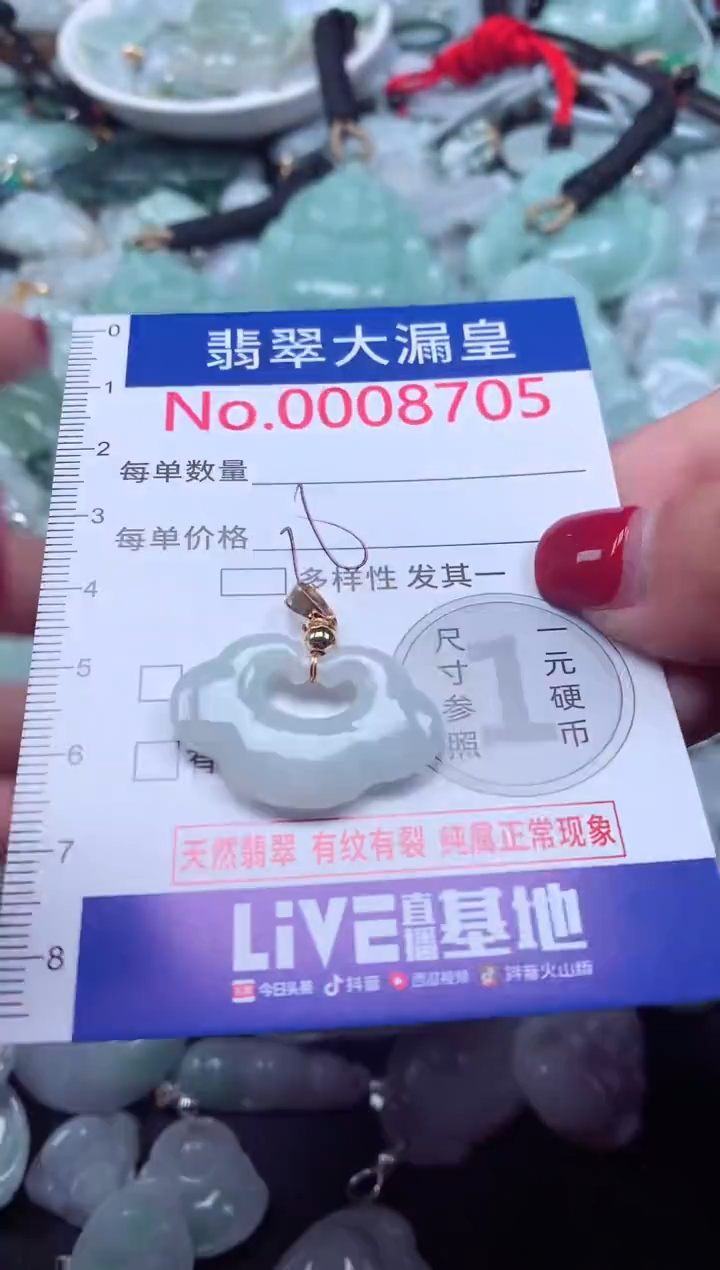 翡翠大漏皇
No.0008705
每单数量
每单价格
多样性 发其一
尺寸参照
1
一元硬币
有
天然翡翠 有纹有裂 纯属正常现象
LiVE直播基地
今日头条 抖音 西瓜视频 抖音火山版
0
1
2
3
4
5
6
7
8